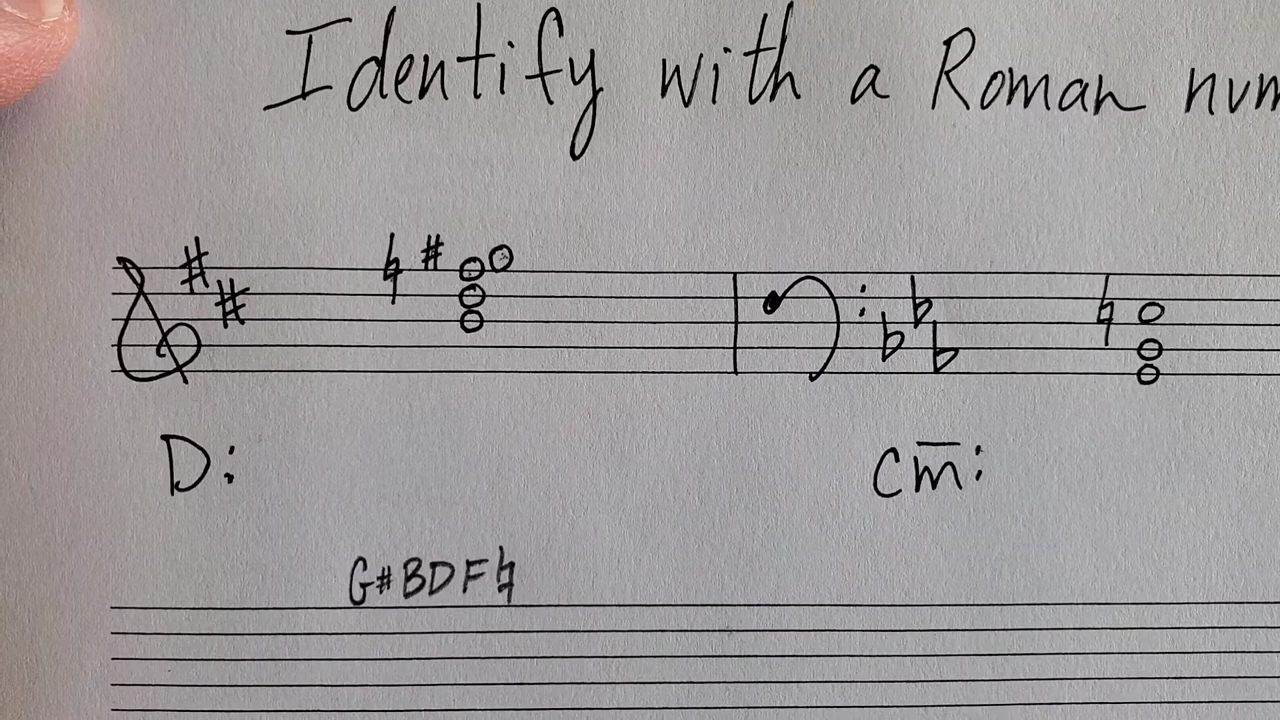 Identify with a Roman
D: Cm̅:
G#BDF♮